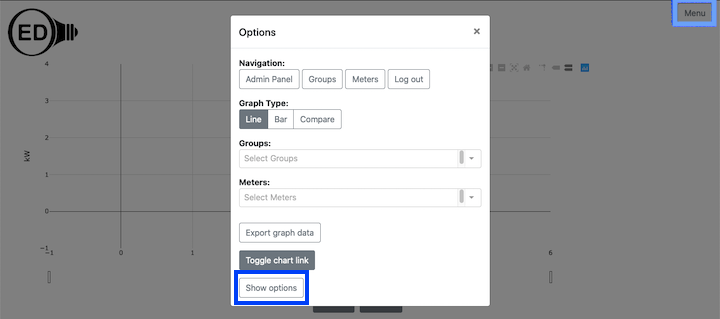 ED
Menu
Options ×
Navigation:
Admin Panel Groups Meters Log out
Graph Type:
Line Bar Compare
Groups:
Select Groups
Meters:
Select Meters
Export graph data
Toggle chart link
Show options
kW
4
3
2
1
0
−1
−1 0 1 6